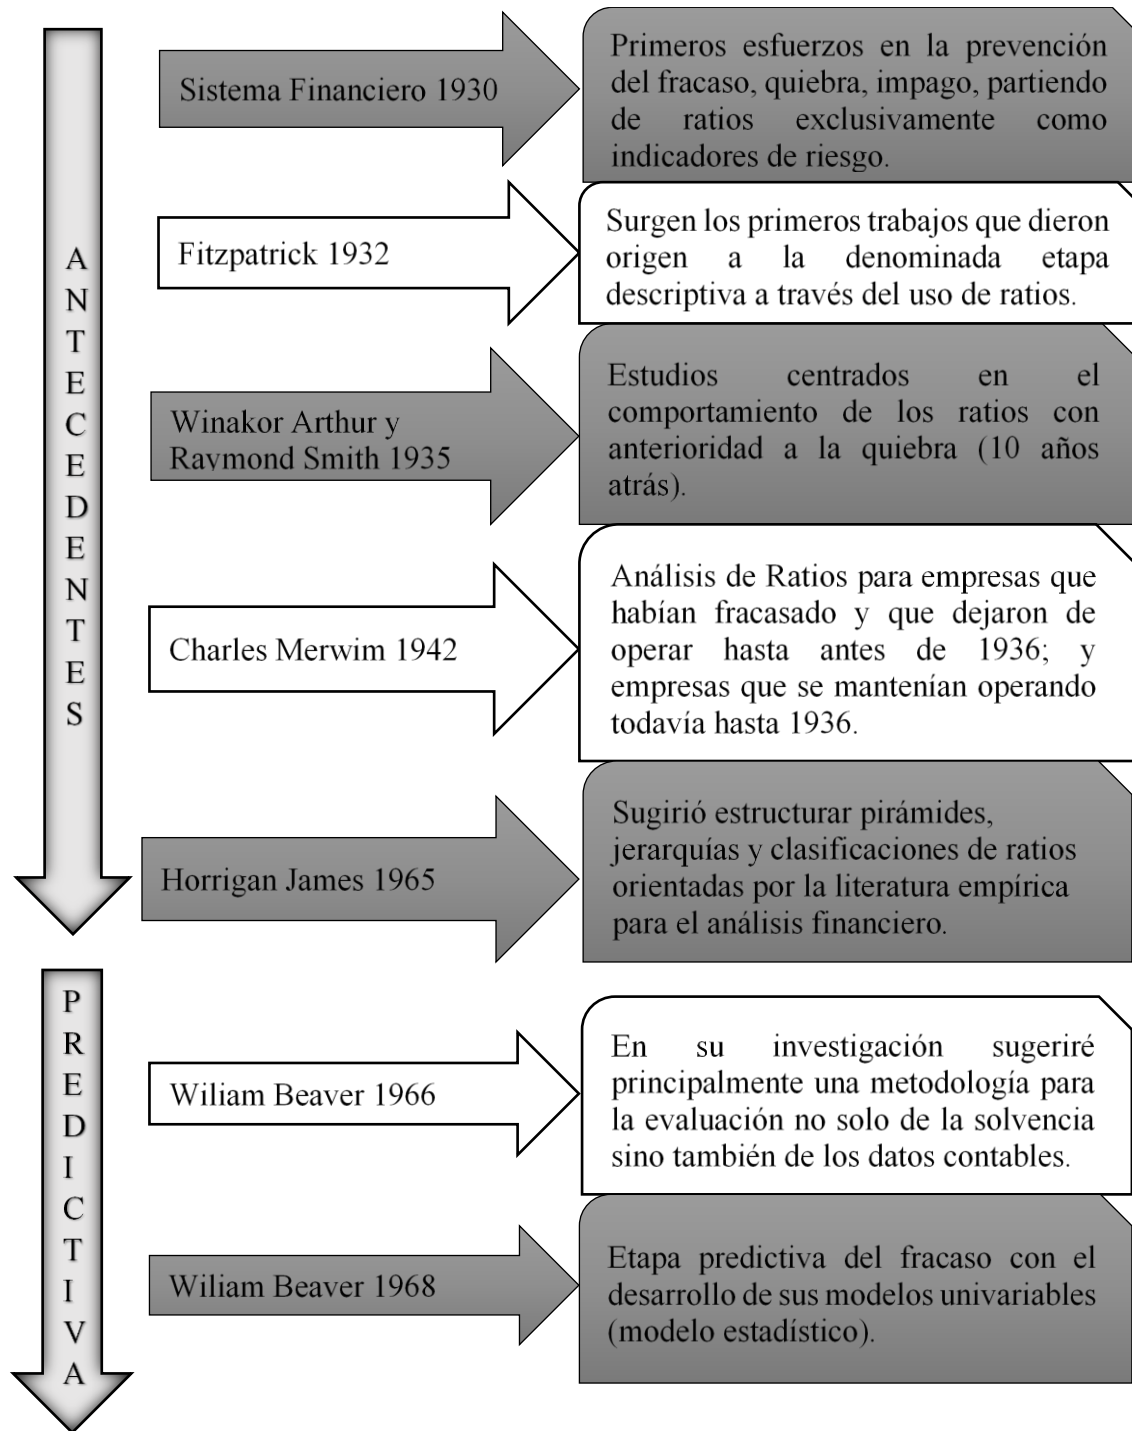 ANTECEDENTES
Sistema Financiero 1930
Primeros esfuerzos en la prevención
del fracaso, quiebra, impago, partiendo
de ratios exclusivamente como
indicadores de riesgo.
Fitzpatrick 1932
Surgen los primeros trabajos que dieron
origen a la denominada etapa
descriptiva a través del uso de ratios.
Winakor Arthur y
Raymond Smith 1935
Estudios centrados en el
comportamiento de los ratios con
anterioridad a la quiebra (10 años
atrás).
Charles Merwim 1942
Análisis de Ratios para empresas que
habían fracasado y que dejaron de
operar hasta antes de 1936; y
empresas que se mantenían operando
todavía hasta 1936.
Horrigan James 1965
Sugirió estructurar pirámides,
jerarquías y clasificaciones de ratios
orientadas por la literatura empírica
para el análisis financiero.
PREDICTIVA
Wiliam Beaver 1966
En su investigación sugeriré
principalmente una metodología para
la evaluación no solo de la solvencia
sino también de los datos contables.
Wiliam Beaver 1968
Etapa predictiva del fracaso con el
desarrollo de sus modelos univariables
(modelo estadístico).